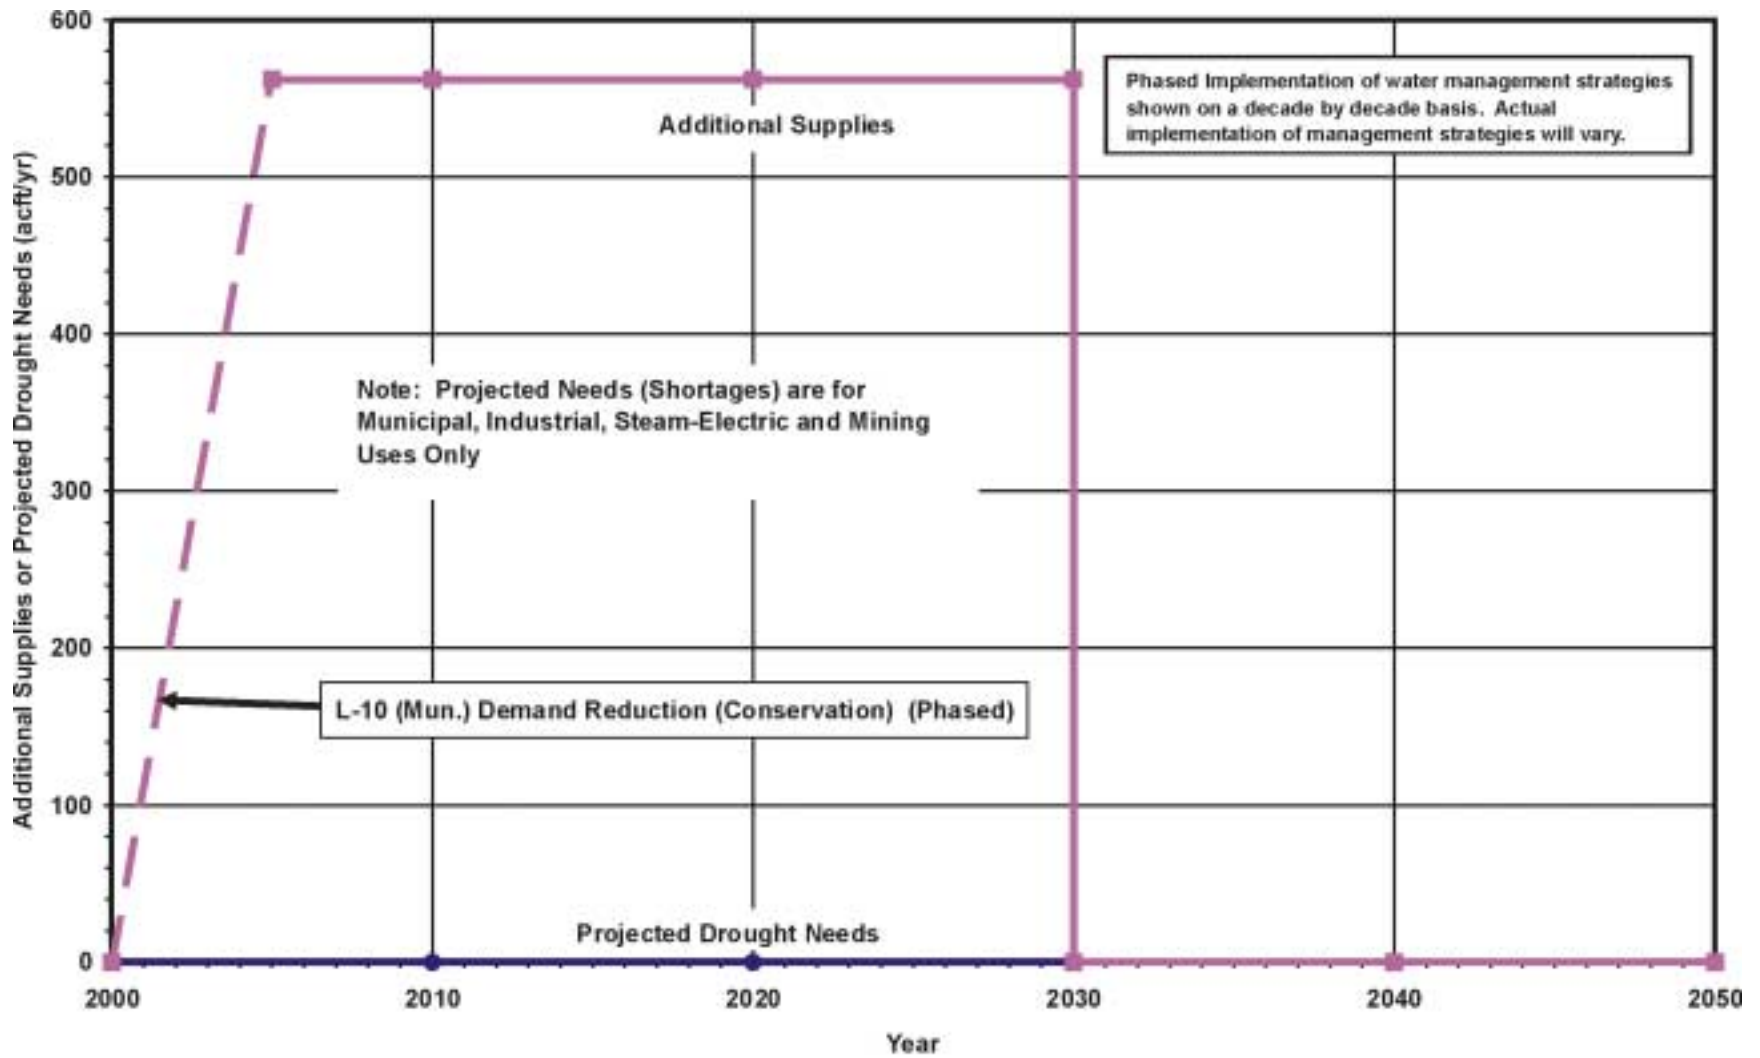 600
500
400
300
200
100
0
Additional Supplies or Projected Drought Needs (acft/yr)
Phased Implementation of water management strategies
shown on a decade by decade basis. Actual
implementation of management strategies will vary.
Additional Supplies
Note: Projected Needs (Shortages) are for
Municipal, Industrial, Steam-Electric and Mining
Uses Only
L-10 (Mun.) Demand Reduction (Conservation) (Phased)
Projected Drought Needs
2000 2010 2020 2030 2040 2050
Year